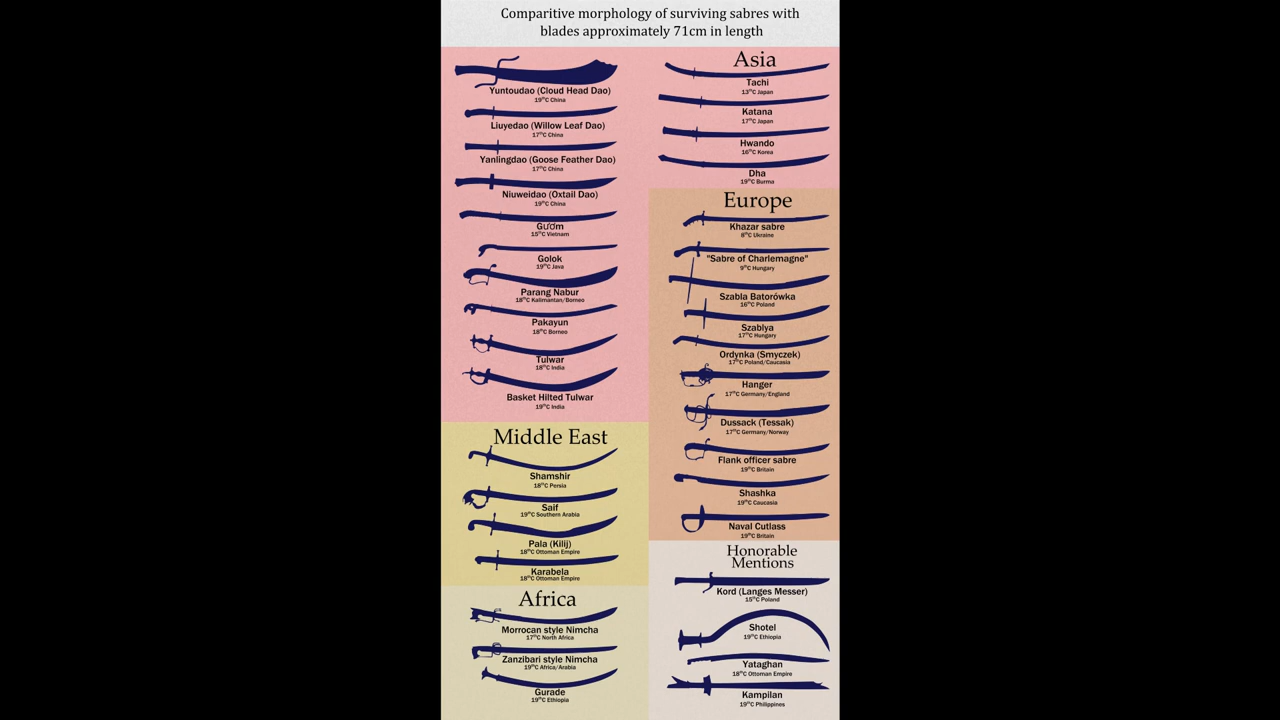 Comparitive morphology of surviving sabres with
blades approximately 71cm in length
Yuntoudao (Cloud Head Dao)
19thC China
Liuyedao (Willow Leaf Dao)
17thC China
Yanlingdao (Goose Feather Dao)
17thC China
Niuweidao (Oxtail Dao)
19thC China
Gươm
15thC Vietnam
Golok
19thC Java
Parang Nabur
18thC Kalimantan/Borneo
Pakayun
18thC Borneo
Tulwar
18thC India
Basket Hilted Tulwar
19thC India
Middle East
Shamshir
18thC Persia
Saif
19thC Southern Arabia
Pala (Kilij)
18thC Ottoman Empire
Karabela
18thC Ottoman Empire
Africa
Morrocan style Nimcha
17thC North Africa
Zanzibari style Nimcha
19thC Africa/Arabia
Gurade
19thC Ethiopia
Asia
Tachi
13thC Japan
Katana
17thC Japan
Hwando
16thC Korea
Dha
19thC Burma
Europe
Khazar sabre
8thC Ukraine
"Sabre of Charlemagne"
9thC Hungary
Szabla Batorówka
16thC Poland
Szablya
17thC Hungary
Ordynka (Smyczek)
17thC Poland/Caucasia
Hanger
17thC Germany/England
Dussack (Tessak)
17thC Germany/Norway
Flank officer sabre
19thC Britain
Shashka
19thC Caucasia
Naval Cutlass
19thC Britain
Honorable
Mentions
Kord (Langes Messer)
15thC Poland
Shotel
19thC Ethiopia
Yataghan
18thC Ottoman Empire
Kampilan
19thC Philippines